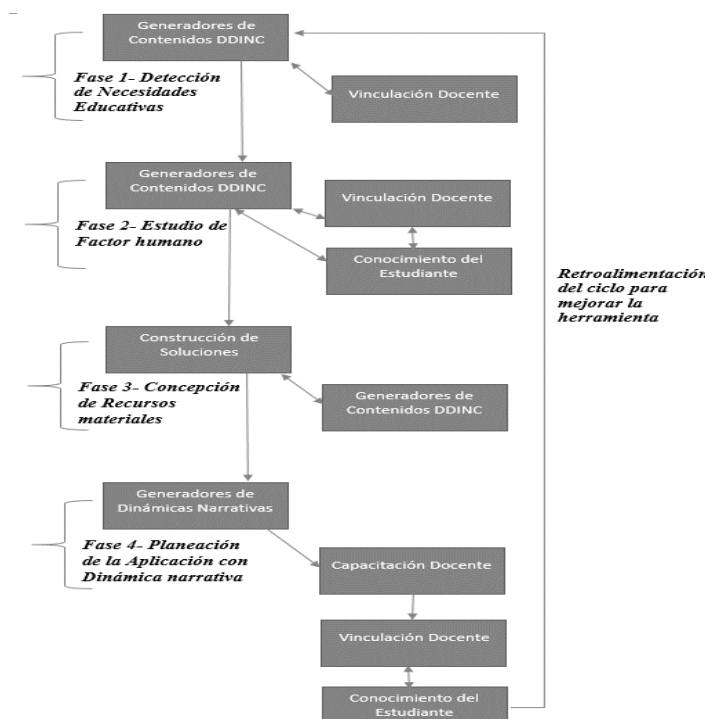 Generadores de
Contenidos DDINC
Fase 1- Detección
de Necesidades
Educativas
Vinculación Docente
Generadores de
Contenidos DDINC
Vinculación Docente
Fase 2- Estudio de
Factor humano
Conocimiento del
Estudiante
Retroalimentación
del ciclo para
mejorar la
herramienta
Construcción de
Soluciones
Fase 3- Concepción
de Recursos
materiales
Generadores de
Contenidos DDINC
Generadores de
Dinámicas Narrativas
Fase 4- Planeación
de la Aplicación con
Dinámica narrativa
Capacitación Docente
Vinculación Docente
Conocimiento del
Estudiante